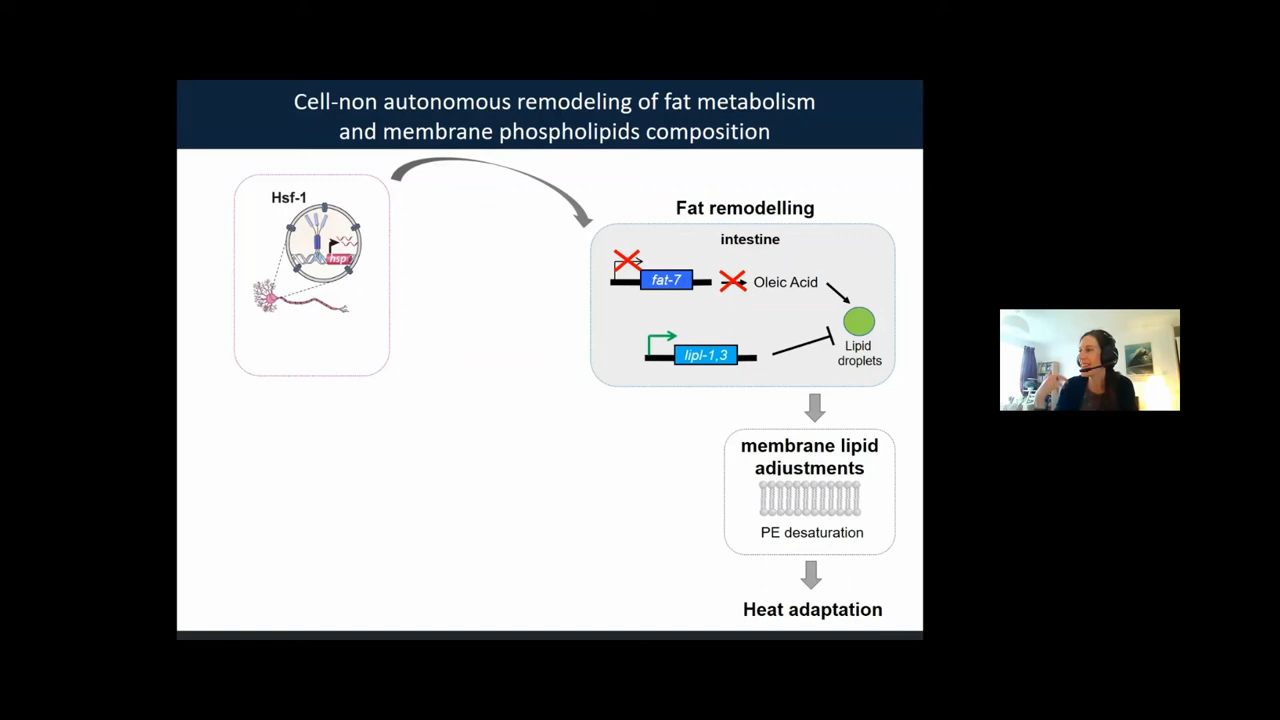 Cell-non autonomous remodeling of fat metabolism
and membrane phospholipids composition
Hsf-1
hsp
Fat remodelling
intestine
fat-7
Oleic Acid
lipl-1,3
Lipid
droplets
membrane lipid
adjustments
PE desaturation
Heat adaptation